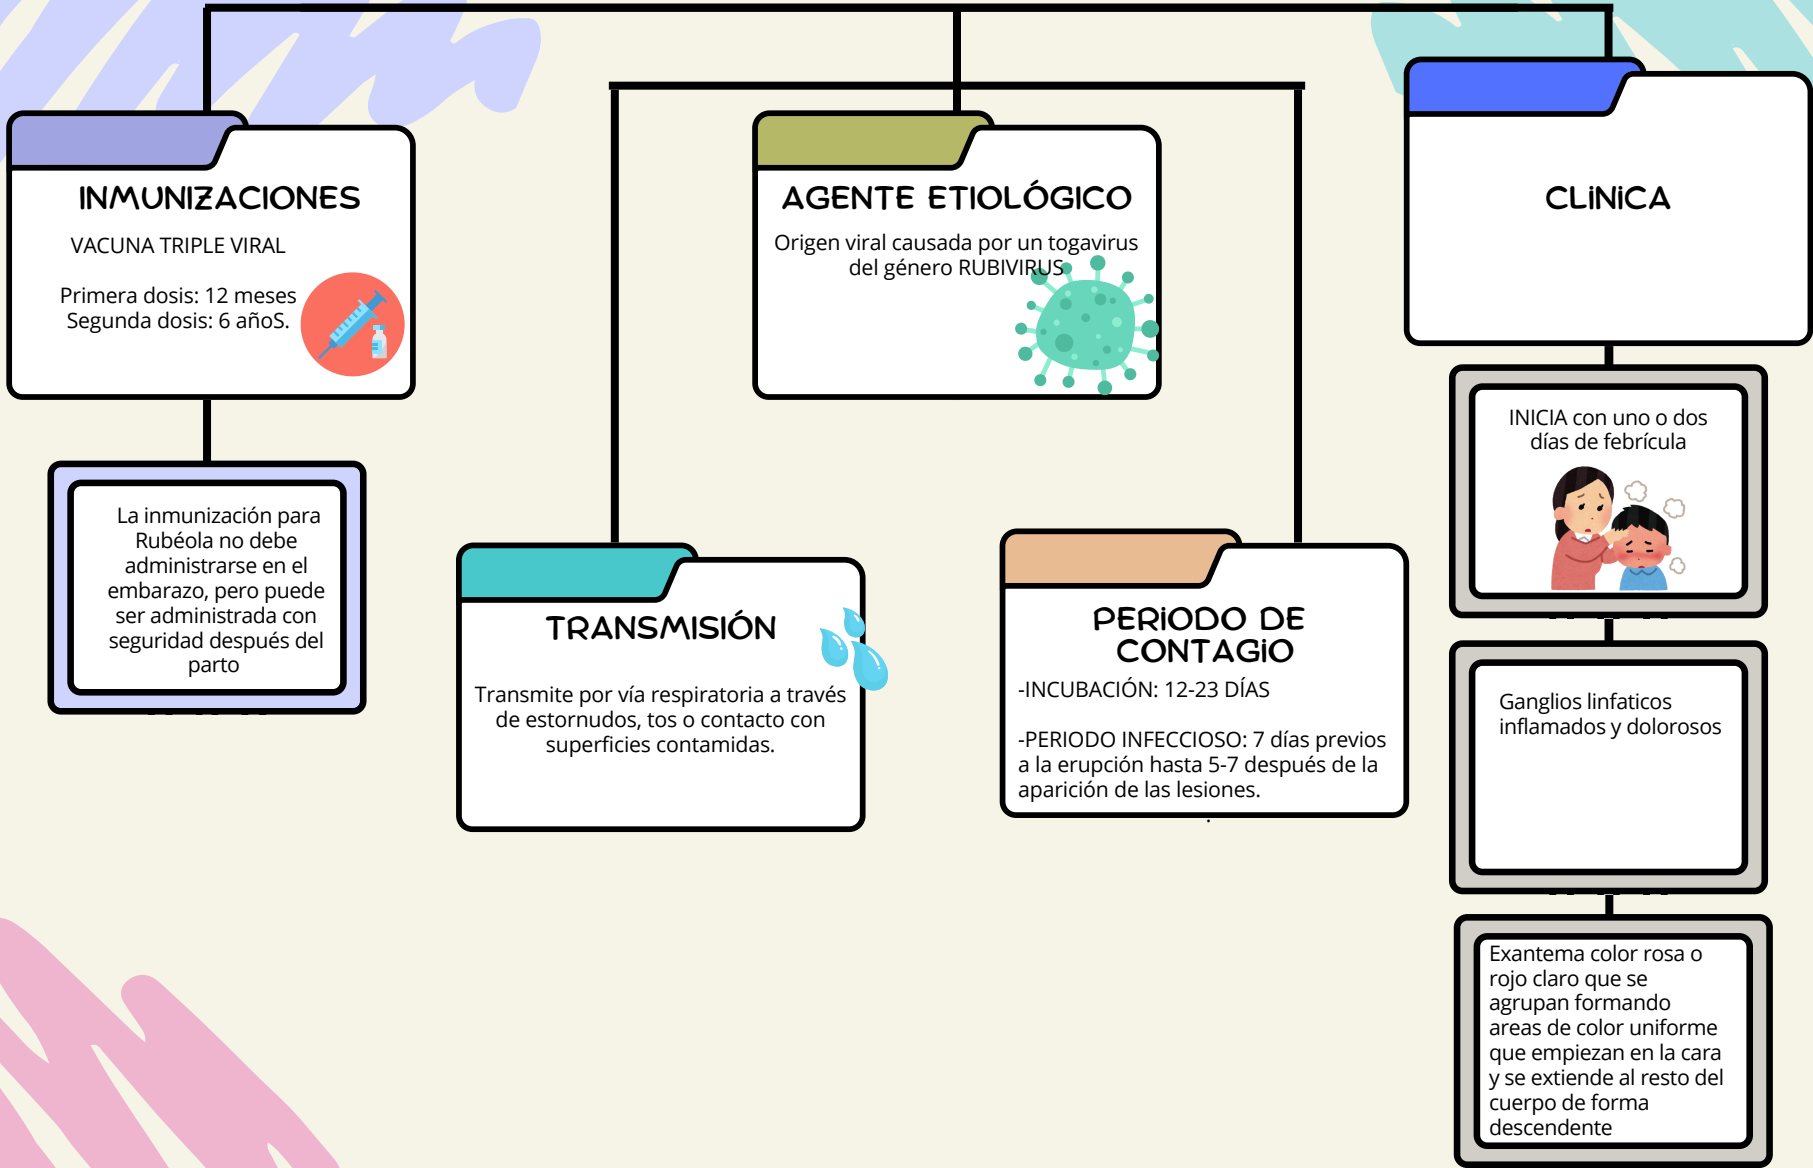 INMUNIZACIONES
VACUNA TRIPLE VIRAL
Primera dosis: 12 meses
Segunda dosis: 6 añoS.
La inmunización para
Rubéola no debe
administrarse en el
embarazo, pero puede
ser administrada con
seguridad después del
parto
AGENTE ETIOLÓGICO
Origen viral causada por un togavirus
del género RUBIVIRUS
TRANSMISIÓN
Transmite por vía respiratoria a través
de estornudos, tos o contacto con
superficies contamidas.
PERIODO DE
CONTAGIO
-INCUBACIÓN: 12-23 DÍAS
-PERIODO INFECCIOSO: 7 días previos
a la erupción hasta 5-7 después de la
aparición de las lesiones.
.
CLINICA
INICIA con uno o dos
días de febrícula
Ganglios linfaticos
inflamados y dolorosos
Exantema color rosa o
rojo claro que se
agrupan formando
areas de color uniforme
que empiezan en la cara
y se extiende al resto del
cuerpo de forma
descendente